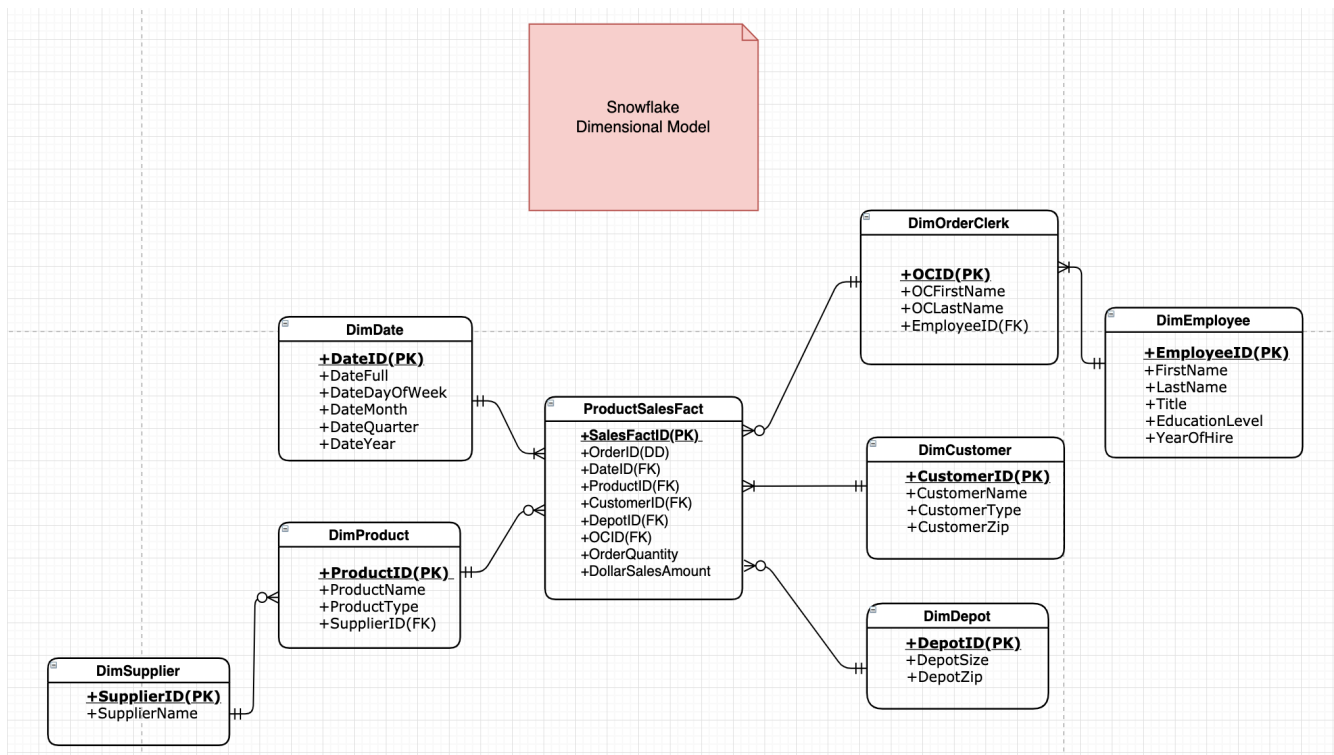 Snowflake
Dimensional Model
DimOrderClerk
+OCID(PK)
+OCFirstName
+OCLastName
+EmployeeID(FK)
DimEmployee
+EmployeeID(PK)
+FirstName
+LastName
+Title
+EducationLevel
+YearOfHire
DimDate
+DateID(PK)
+DateFull
+DateDayOfWeek
+DateMonth
+DateQuarter
+DateYear
ProductSalesFact
+SalesFactID(PK)
+OrderID(DD)
+DateID(FK)
+ProductID(FK)
+CustomerID(FK)
+DepotID(FK)
+OCID(FK)
+OrderQuantity
+DollarSalesAmount
DimCustomer
+CustomerID(PK)
+CustomerName
+CustomerType
+CustomerZip
DimProduct
+ProductID(PK)
+ProductName
+ProductType
+SupplierID(FK)
DimDepot
+DepotID(PK)
+DepotSize
+DepotZip
DimSupplier
+SupplierID(PK)
+SupplierName